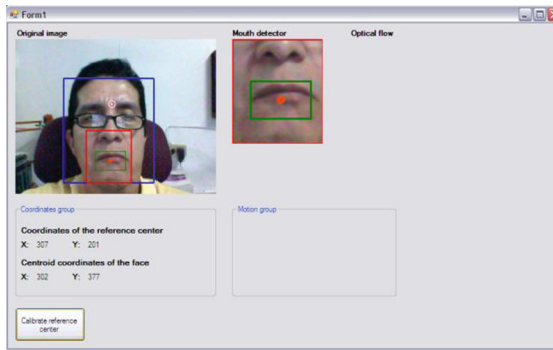 Form1
Original image
Mouth detector
Optical flow
Coordinates group
Coordinates of the reference center
X: 307 Y: 201
Centroid coordinates of the face
X: 302 Y: 377
Motion group
Calibrate reference
center